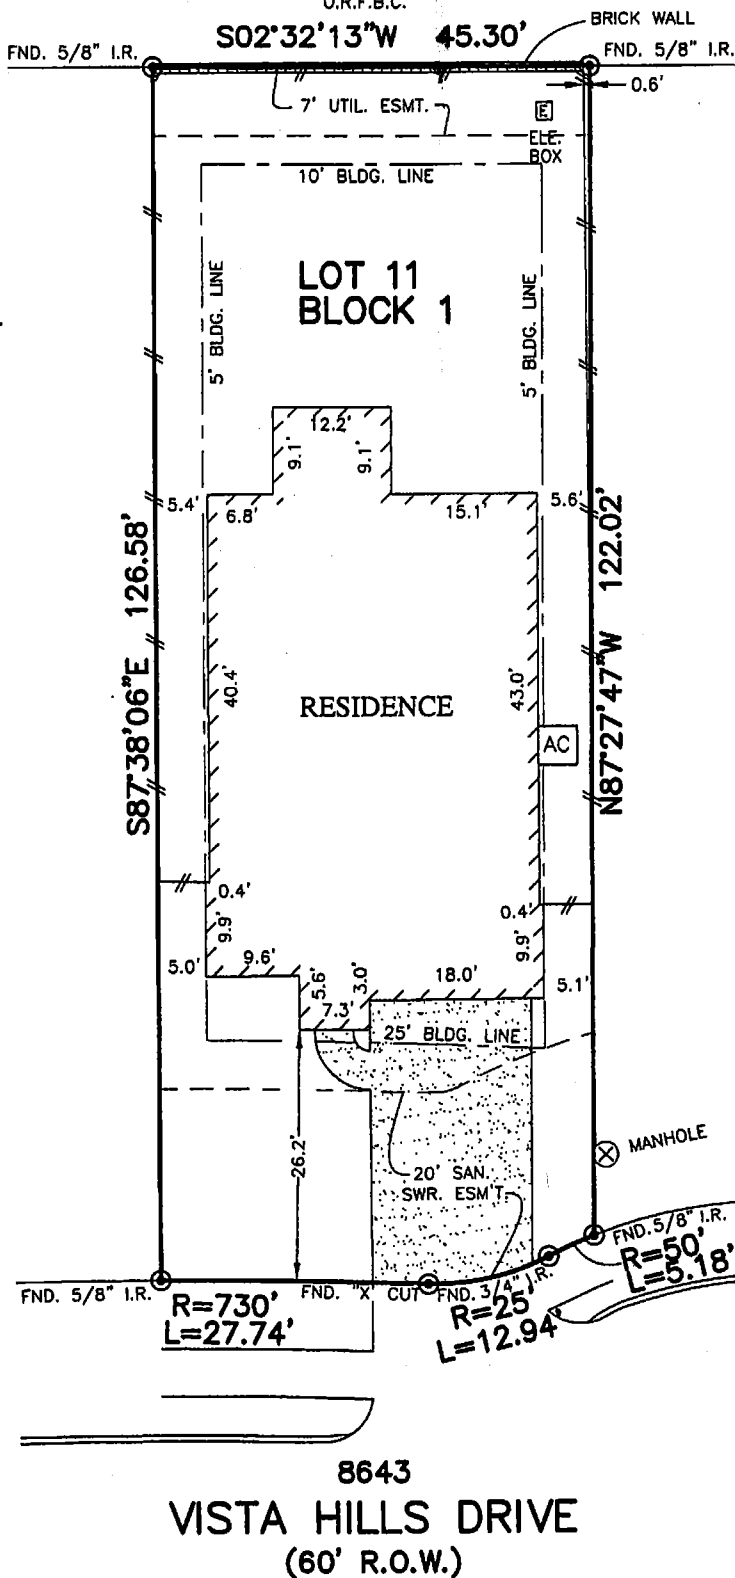 U.R.F.B.C.
S02°32'13"W 45.30'
BRICK WALL
FND. 5/8" I.R.
FND. 5/8" I.R.
0.6'
7' UTIL. ESMT.
E
ELE.
BOX
10' BLDG. LINE
LOT 11
BLOCK 1
5' BLDG. LINE
5' BLDG. LINE
12.2'
9.1'
9.1'
5.4'
6.8'
15.1'
5.6'
S87°38'06"E 126.58'
N87°27'47"W 122.02'
40.4'
RESIDENCE
43.0'
AC
0.4'
0.4'
9.9'
9.9'
5.0'
9.6'
5.6'
3.0'
18.0'
5.1'
7.3'
25' BLDG. LINE
26.2'
MANHOLE
20' SAN.
SWR. ESM'T.
FND. 5/8" I.R.
R=50'
L=5.18'
FND. 5/8" I.R.
FND. "X" CUT
FND. 3/4" I.R.
R=730'
L=27.74'
R=25'
L=12.94'
8643
VISTA HILLS DRIVE
(60' R.O.W.)